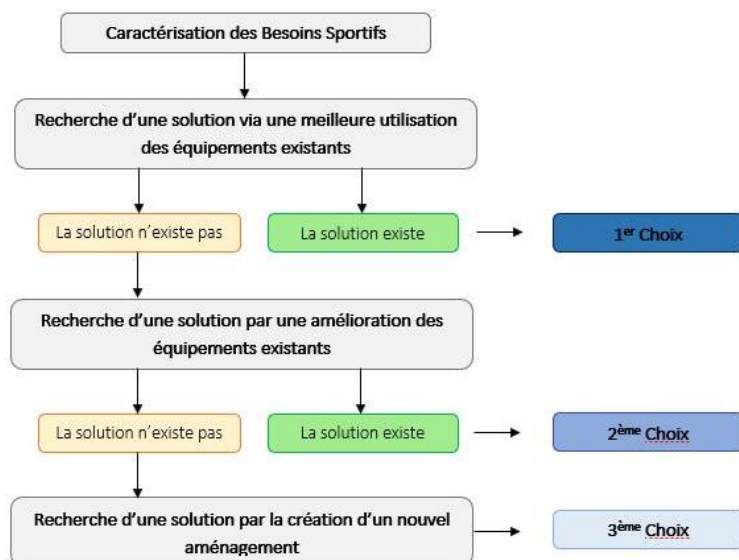 Caractérisation des Besoins Sportifs
Recherche d'une solution via une meilleure utilisation
des équipements existants
La solution n'existe pas
La solution existe
1er Choix
Recherche d'une solution par une amélioration des
équipements existants
La solution n'existe pas
La solution existe
2ème Choix
Recherche d'une solution par la création d'un nouvel
aménagement
3ème Choix